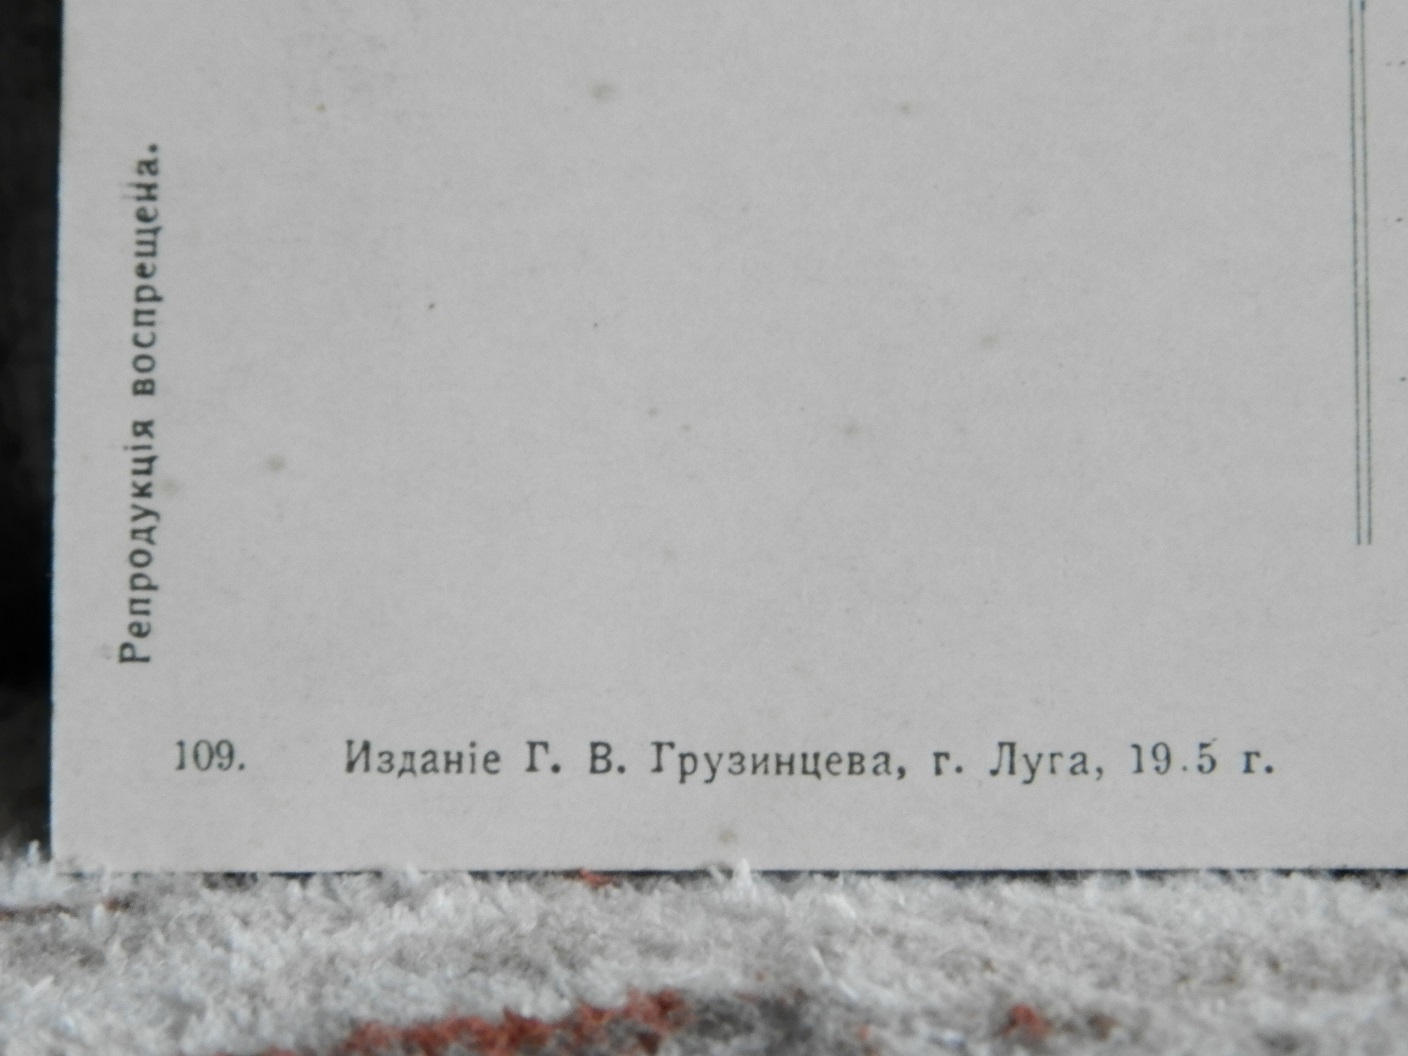 Репродукція воспрещена.
109. Изданіе Г. В. Грузинцева, г. Луга, 19.5 г.